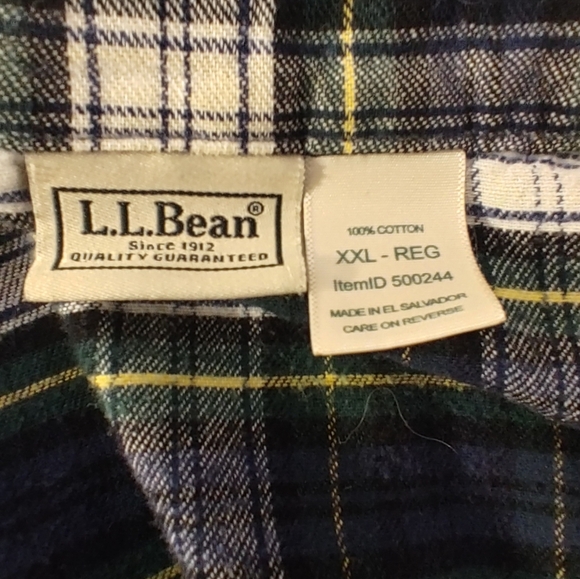 L.L.Bean®
Since 1912
QUALITY GUARANTEED
100% COTTON
XXL - REG
ItemID 500244
MADE IN EL SALVADOR
CARE ON REVERSE